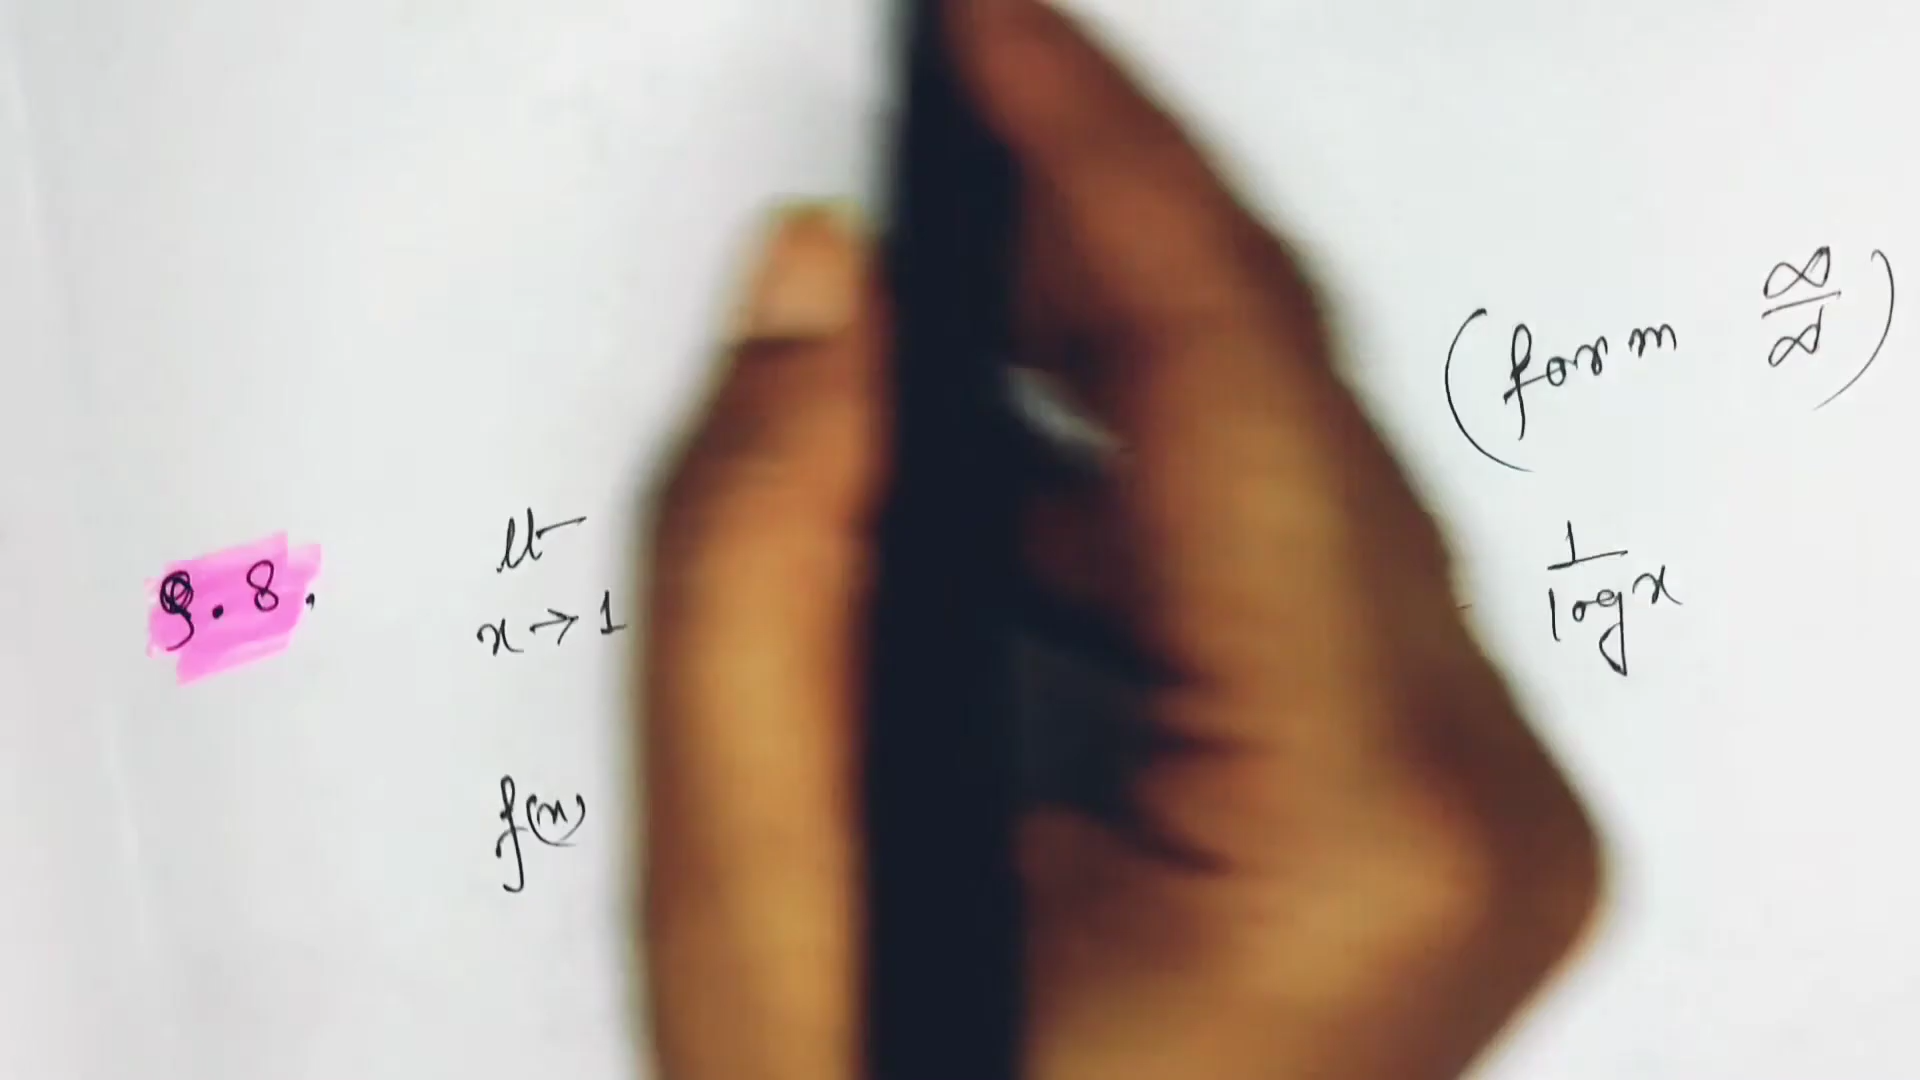 (form ∞/∞)
Q.8. lt x→1 - 1/log x
f(x)